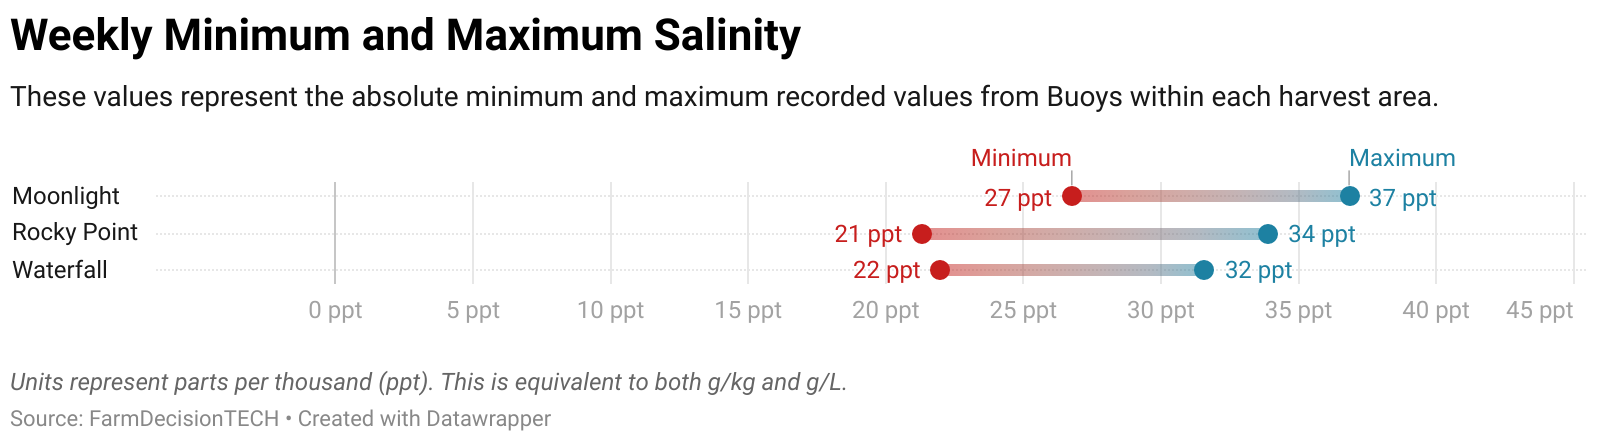 Weekly Minimum and Maximum Salinity
These values represent the absolute minimum and maximum recorded values from Buoys within each harvest area.
Minimum Maximum
Moonlight 27 ppt 37 ppt
Rocky Point 21 ppt 34 ppt
Waterfall 22 ppt 32 ppt
0 ppt 5 ppt 10 ppt 15 ppt 20 ppt 25 ppt 30 ppt 35 ppt 40 ppt 45 ppt
Units represent parts per thousand (ppt). This is equivalent to both g/kg and g/L.
Source: FarmDecisionTECH • Created with Datawrapper